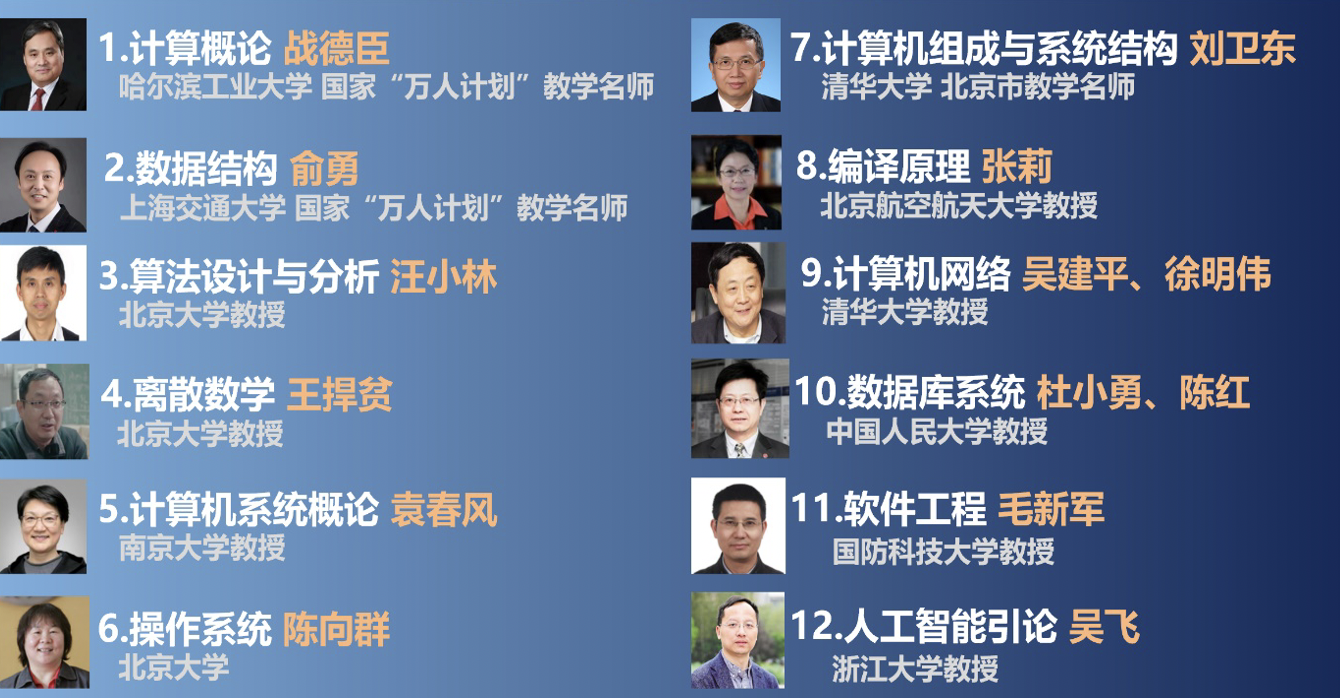 1.计算概论 战德臣
哈尔滨工业大学 国家“万人计划”教学名师
2.数据结构 俞勇
上海交通大学 国家“万人计划”教学名师
3.算法设计与分析 汪小林
北京大学教授
4.离散数学 王捍贫
北京大学教授
5.计算机系统概论 袁春风
南京大学教授
6.操作系统 陈向群
北京大学
7.计算机组成与系统结构 刘卫东
清华大学 北京市教学名师
8.编译原理 张莉
北京航空航天大学教授
9.计算机网络 吴建平、徐明伟
清华大学教授
10.数据库系统 杜小勇、陈红
中国人民大学教授
11.软件工程 毛新军
国防科技大学教授
12.人工智能引论 吴飞
浙江大学教授